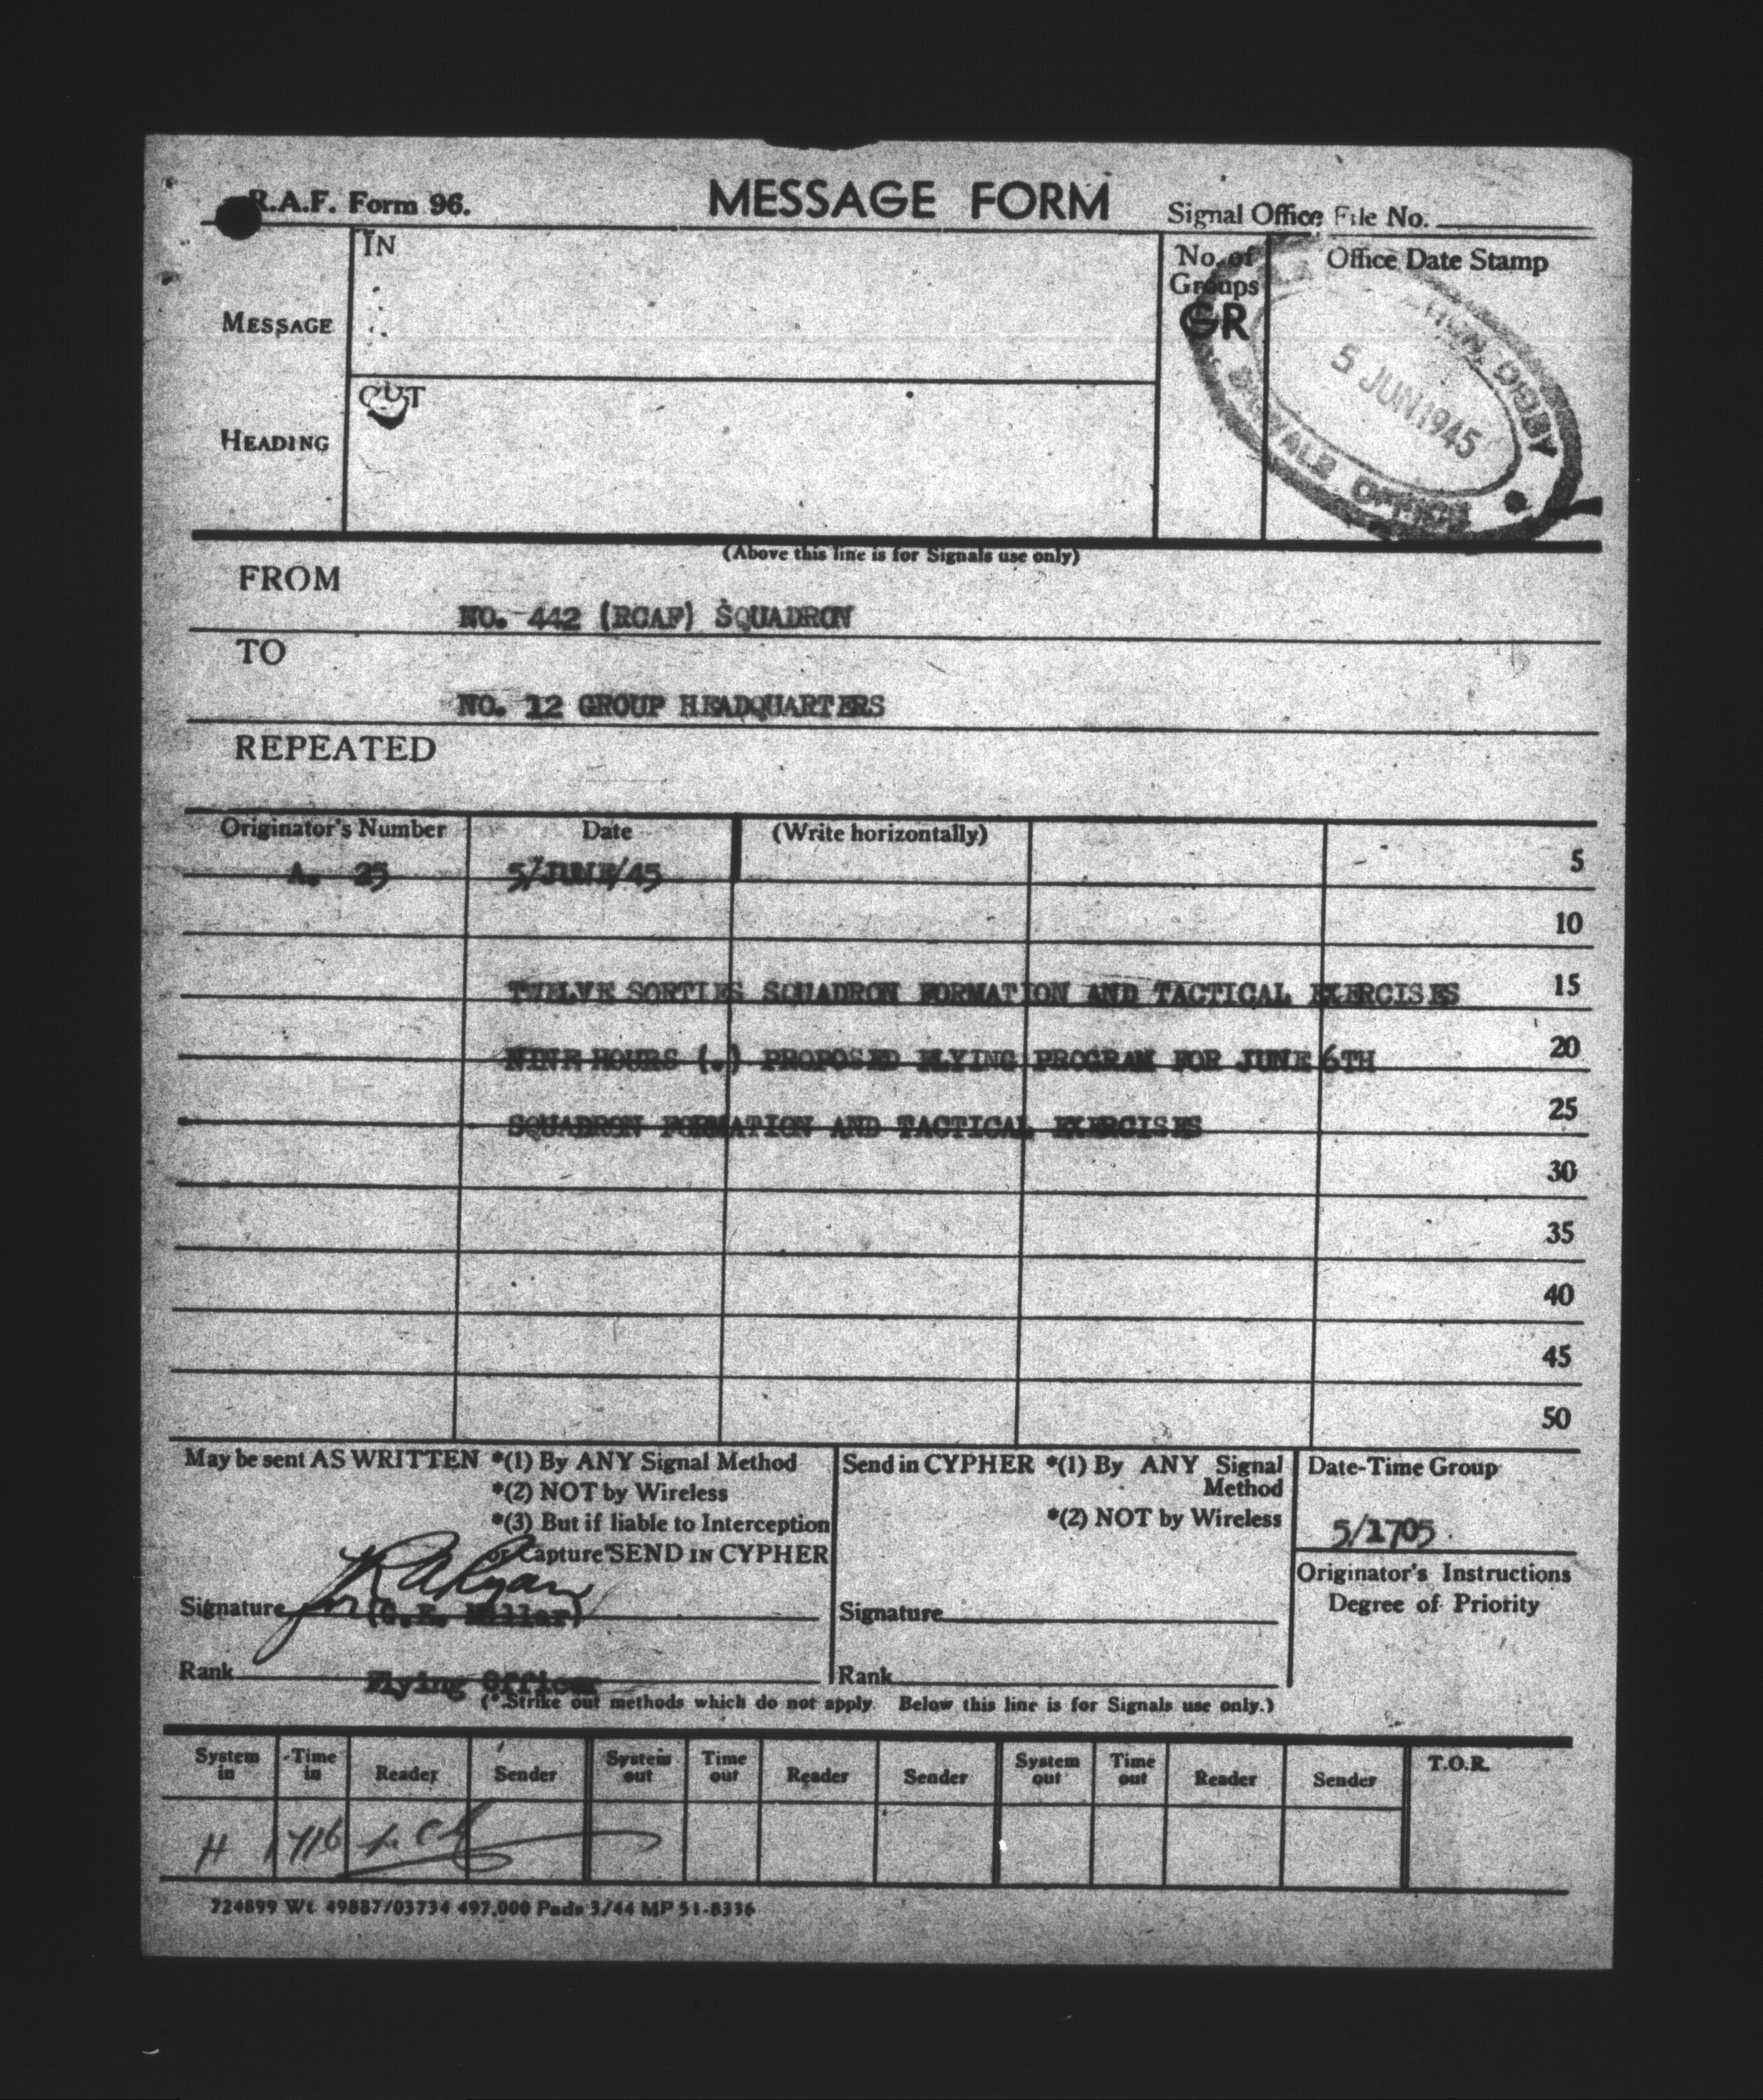 R.A.F. Form 96.
MESSAGE FORM
Signal Office File No.
MESSAGE
HEADING
IN
OUT
No. of
Groups
GR
Office Date Stamp
DIGBY
5 JUN 1945
SIGNALS OFFICE
(Above this line is for Signals use only)
FROM
NO. 442 (RCAF) SQUADRON
TO
NO. 12 GROUP HEADQUARTERS
REPEATED
Originator's Number Date (Write horizontally)
A. 25 5/JUNE/45 5
10
TWELVE SORTIES SQUADRON FORMATION AND TACTICAL EXERCISES 15
NINE HOURS (.) PROPOSED FLYING PROGRAM FOR JUNE 6TH 20
SQUADRON FORMATION AND TACTICAL EXERCISES 25
30
35
40
45
50
May be sent AS WRITTEN *(1) By ANY Signal Method
*(2) NOT by Wireless
*(3) But if liable to Interception
or Capture SEND IN CYPHER
Signature for R A Ryan
(G.E. Millar)
Rank Flying Officer
Send in CYPHER *(1) By ANY Signal
Method
*(2) NOT by Wireless
Signature
Rank
Date-Time Group
5/1705
Originator's Instructions
Degree of Priority
(*Strike out methods which do not apply. Below this line is for Signals use only.)
System in Time in Reader Sender System out Time out Reader Sender System out Time out Reader Sender T.O.R.
H 1716
724899 Wt. 49887/03734 497,000 Pads 3/44 MP 51-8336